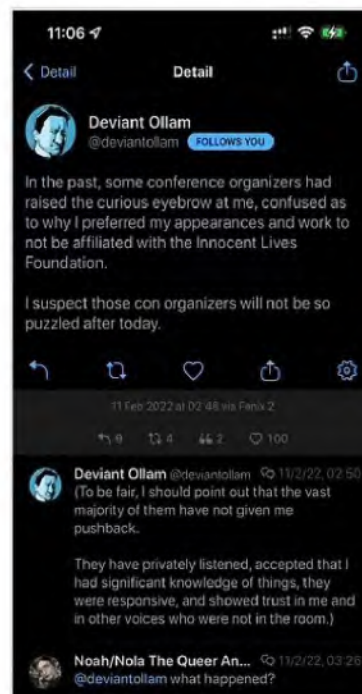 11:06
Detail
Detail
Deviant Ollam
@deviantollam FOLLOWS YOU
In the past, some conference organizers had
raised the curious eyebrow at me, confused as
to why I preferred my appearances and work to
not be affiliated with the Innocent Lives
Foundation.
I suspect those con organizers will not be so
puzzled after today.
11 Feb 2022 at 02:48 via Fenix 2
9 4 2 100
Deviant Ollam @deviantollam 11/2/22, 02:50
(To be fair, I should point out that the vast
majority of them have not given me
pushback.
They have privately listened, accepted that I
had significant knowledge of things, they
were responsive, and showed trust in me and
in other voices who were not in the room.)
Noah/Nola The Queer An... 11/2/22, 03:26
@deviantollam what happened?